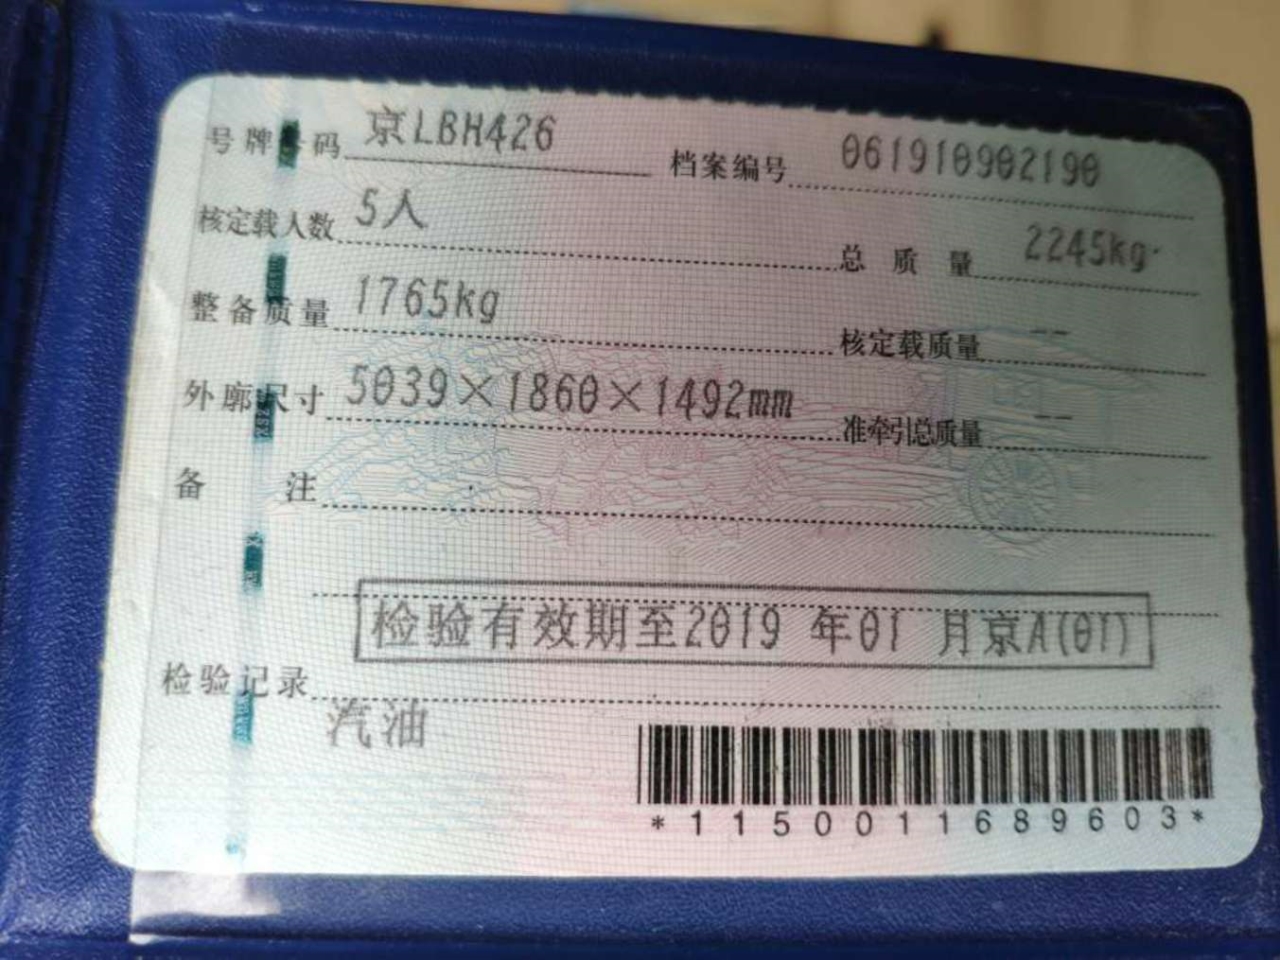 号牌号码 京LBH426 档案编号 061910902190
核定载人数 5人 总质量 2245kg
整备质量 1765kg 核定载质量 --
外廓尺寸 5039×1860×1492mm 准牵引总质量 --
备注
检验有效期至2019 年01 月京A(01)
检验记录
汽油
*1150011689603*